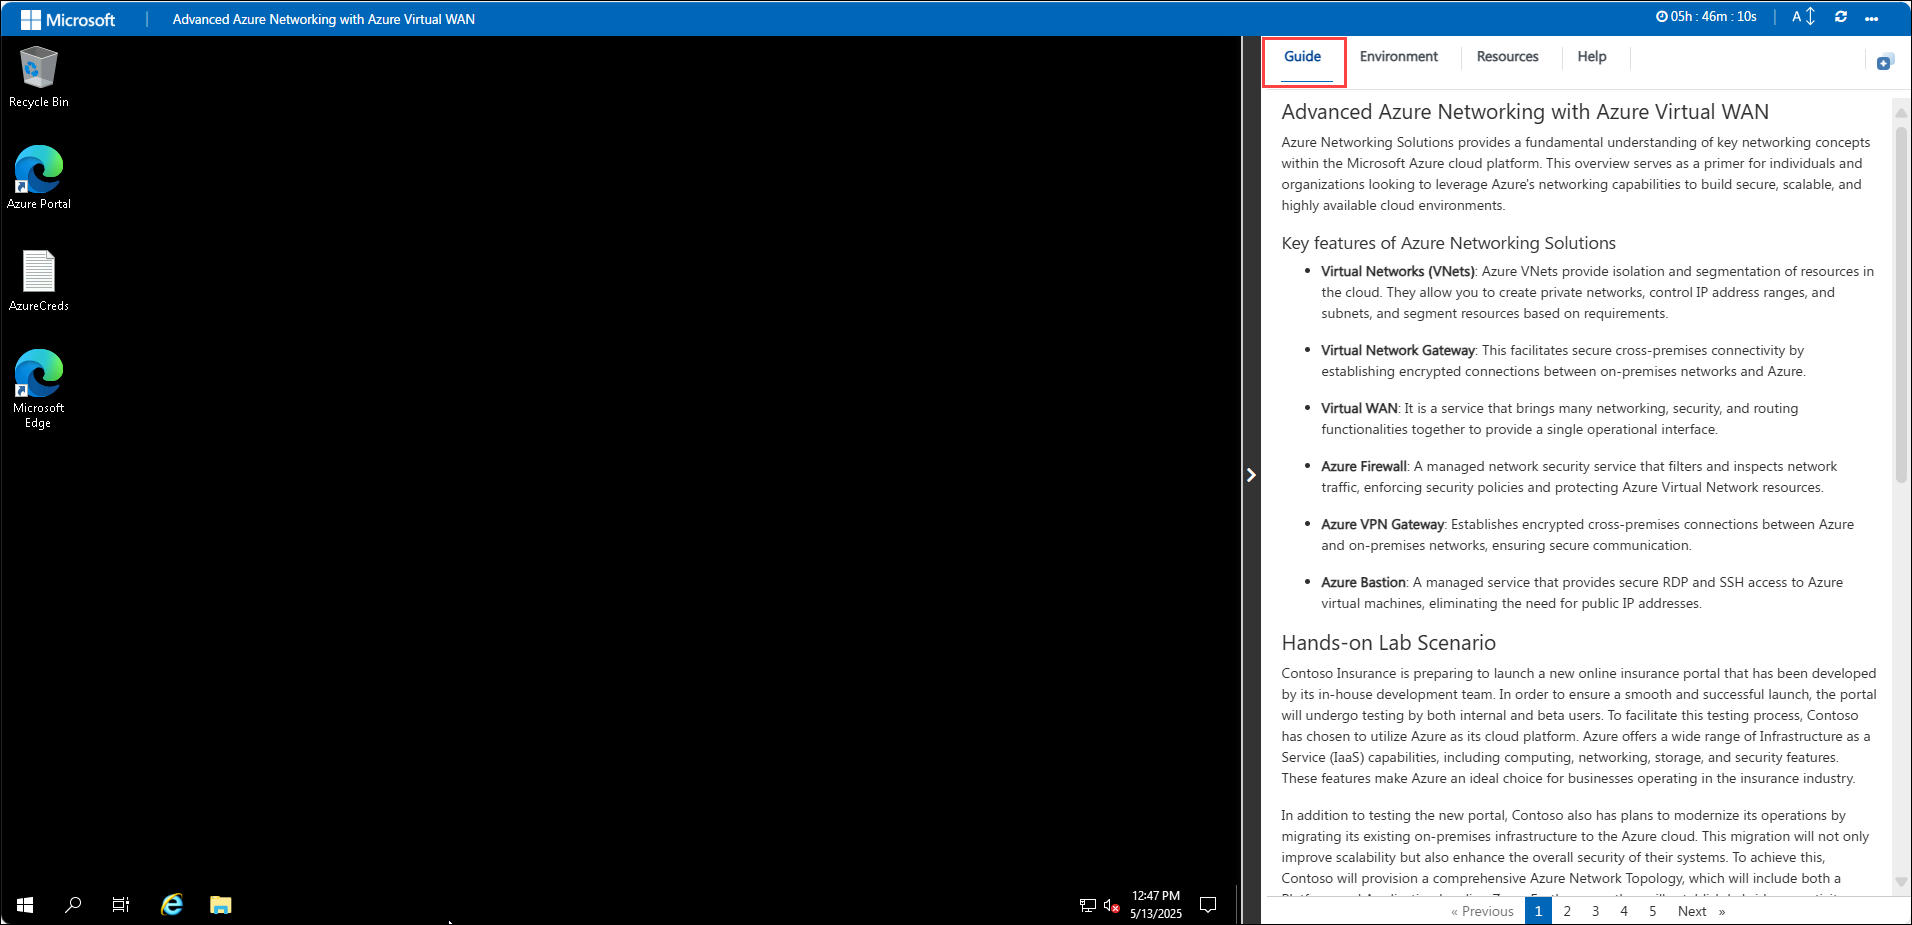 Microsoft
Advanced Azure Networking with Azure Virtual WAN
05h : 46m : 10s
A
Recycle Bin
Azure Portal
AzureCreds
Microsoft
Edge
12:47 PM
5/13/2025
Guide
Environment
Resources
Help
Advanced Azure Networking with Azure Virtual WAN
Azure Networking Solutions provides a fundamental understanding of key networking concepts
within the Microsoft Azure cloud platform. This overview serves as a primer for individuals and
organizations looking to leverage Azure's networking capabilities to build secure, scalable, and
highly available cloud environments.
Key features of Azure Networking Solutions
• Virtual Networks (VNets): Azure VNets provide isolation and segmentation of resources in
the cloud. They allow you to create private networks, control IP address ranges, and
subnets, and segment resources based on requirements.
• Virtual Network Gateway: This facilitates secure cross-premises connectivity by
establishing encrypted connections between on-premises networks and Azure.
• Virtual WAN: It is a service that brings many networking, security, and routing
functionalities together to provide a single operational interface.
• Azure Firewall: A managed network security service that filters and inspects network
traffic, enforcing security policies and protecting Azure Virtual Network resources.
• Azure VPN Gateway: Establishes encrypted cross-premises connections between Azure
and on-premises networks, ensuring secure communication.
• Azure Bastion: A managed service that provides secure RDP and SSH access to Azure
virtual machines, eliminating the need for public IP addresses.
Hands-on Lab Scenario
Contoso Insurance is preparing to launch a new online insurance portal that has been developed
by its in-house development team. In order to ensure a smooth and successful launch, the portal
will undergo testing by both internal and beta users. To facilitate this testing process, Contoso
has chosen to utilize Azure as its cloud platform. Azure offers a wide range of Infrastructure as a
Service (IaaS) capabilities, including computing, networking, storage, and security features.
These features make Azure an ideal choice for businesses operating in the insurance industry.
In addition to testing the new portal, Contoso also has plans to modernize its operations by
migrating its existing on-premises infrastructure to the Azure cloud. This migration will not only
improve scalability but also enhance the overall security of their systems. To achieve this,
Contoso will provision a comprehensive Azure Network Topology, which will include both a
« Previous 1 2 3 4 5 Next »